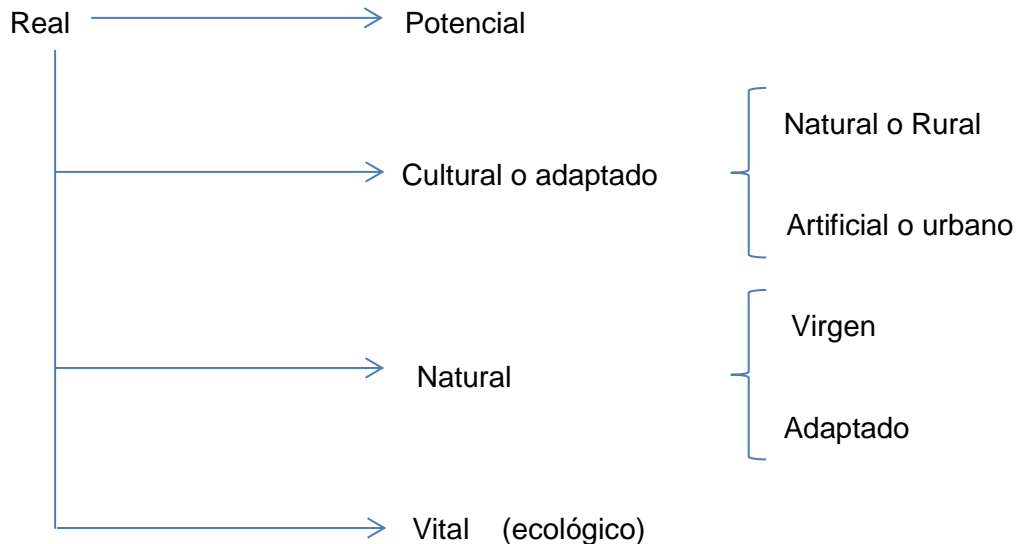 Real
Potencial
Cultural o adaptado
Natural o Rural
Artificial o urbano
Natural
Virgen
Adaptado
Vital (ecológico)